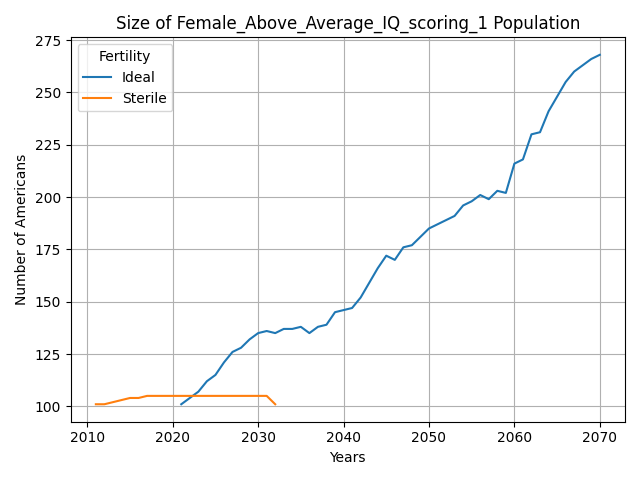 Size of Female_Above_Average_IQ_scoring_1 Population
Fertility
Ideal
Sterile
Number of Americans
275
250
225
200
175
150
125
100
2010
2020
2030
2040
2050
2060
2070
Years